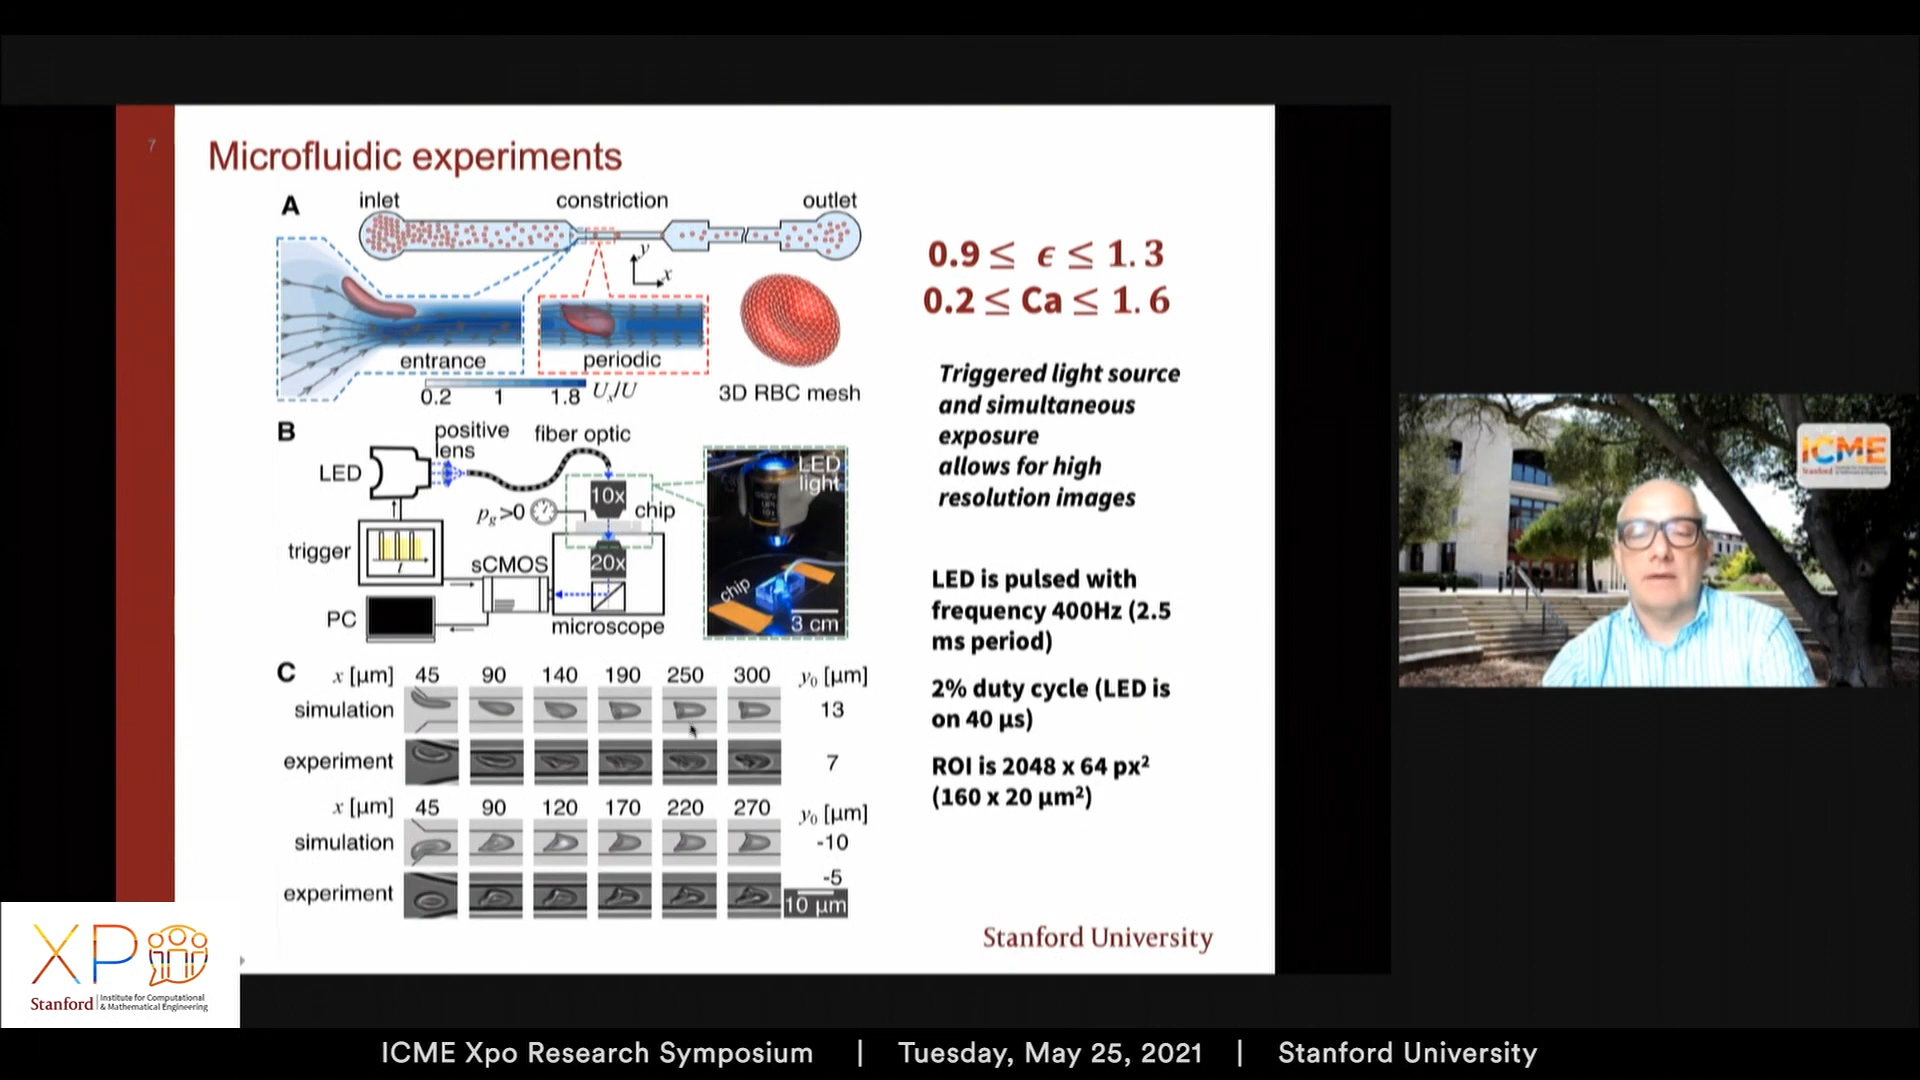 7
Microfluidic experiments
A
inlet
constriction
outlet
y
x
entrance
periodic
0.2 1 1.8 Uₓ/U
3D RBC mesh
B
positive
lens
fiber optic
LED
LED
light
10x
pg>0
chip
trigger
t
sCMOS
20x
chip
PC
microscope
3 cm
C
x [µm] 45 90 140 190 250 300 y₀ [µm]
simulation 13
experiment 7
x [µm] 45 90 120 170 220 270 y₀ [µm]
simulation -10
experiment -5
10 µm
0.9 ≤ ϵ ≤ 1.3
0.2 ≤ Ca ≤ 1.6
Triggered light source
and simultaneous
exposure
allows for high
resolution images
LED is pulsed with
frequency 400Hz (2.5
ms period)
2% duty cycle (LED is
on 40 µs)
ROI is 2048 x 64 px²
(160 x 20 µm²)
Stanford University
ICME
Stanford
XPO
Stanford | Institute for Computational
& Mathematical Engineering
ICME Xpo Research Symposium | Tuesday, May 25, 2021 | Stanford University